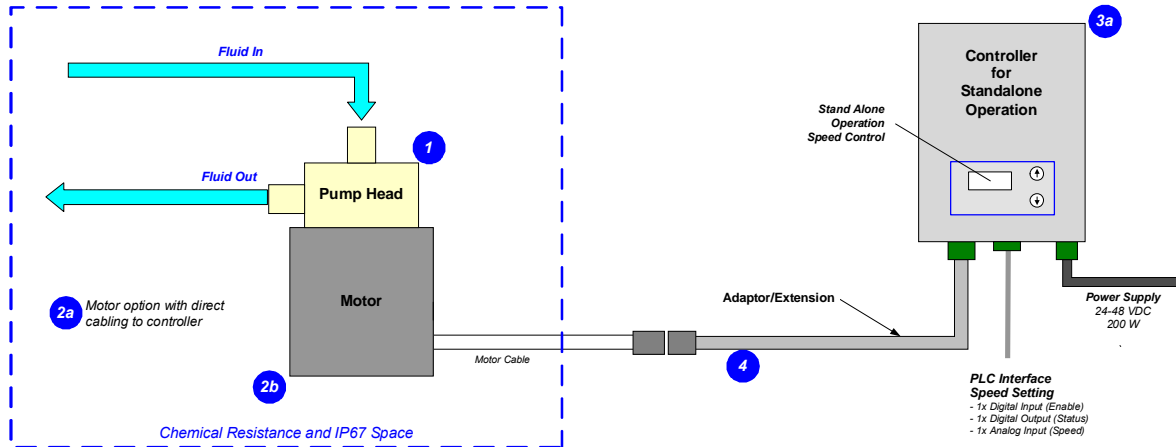 Fluid In
1
Fluid Out
Pump Head
2a
Motor option with direct
cabling to controller
Motor
2b
Motor Cable
Chemical Resistance and IP67 Space
Adaptor/Extension
4
3a
Controller
for
Standalone
Operation
Stand Alone
Operation
Speed Control
Power Supply
24-48 VDC
200 W
PLC Interface
Speed Setting
- 1x Digital Input (Enable)
- 1x Digital Output (Status)
- 1x Analog Input (Speed)